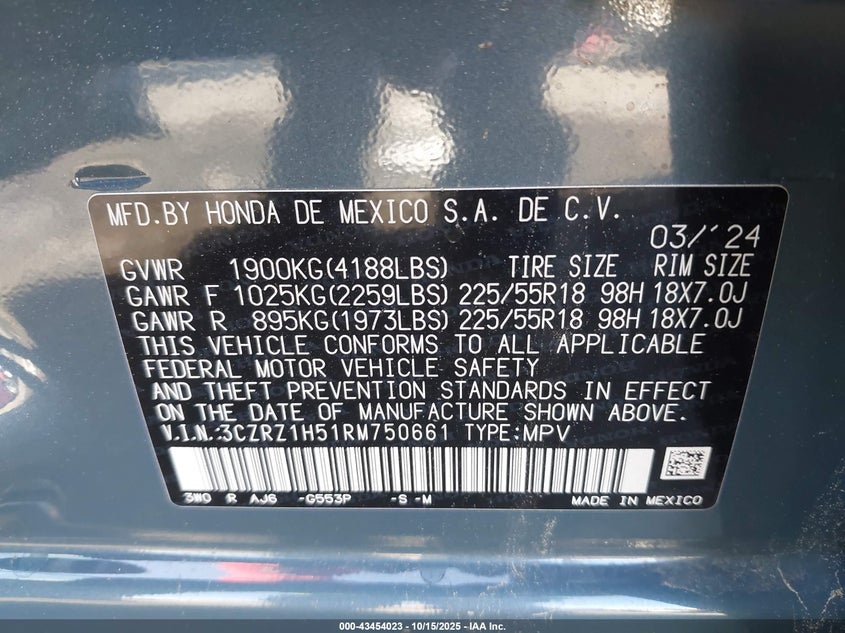 MFD.BY HONDA DE MEXICO S.A. DE C.V.
03/'24
GVWR 1900KG(4188LBS) TIRE SIZE RIM SIZE
GAWR F 1025KG(2259LBS) 225/55R18 98H 18X7.0J
GAWR R 895KG(1973LBS) 225/55R18 98H 18X7.0J
THIS VEHICLE CONFORMS TO ALL APPLICABLE
FEDERAL MOTOR VEHICLE SAFETY
AND THEFT PREVENTION STANDARDS IN EFFECT
ON THE DATE OF MANUFACTURE SHOWN ABOVE.
V.I.N.:3CZRZ1H51RM750661 TYPE:MPV
3W0 R AJ6 -G553P -S -M MADE IN MEXICO
000-43454023 - 10/15/2025 - IAA Inc.